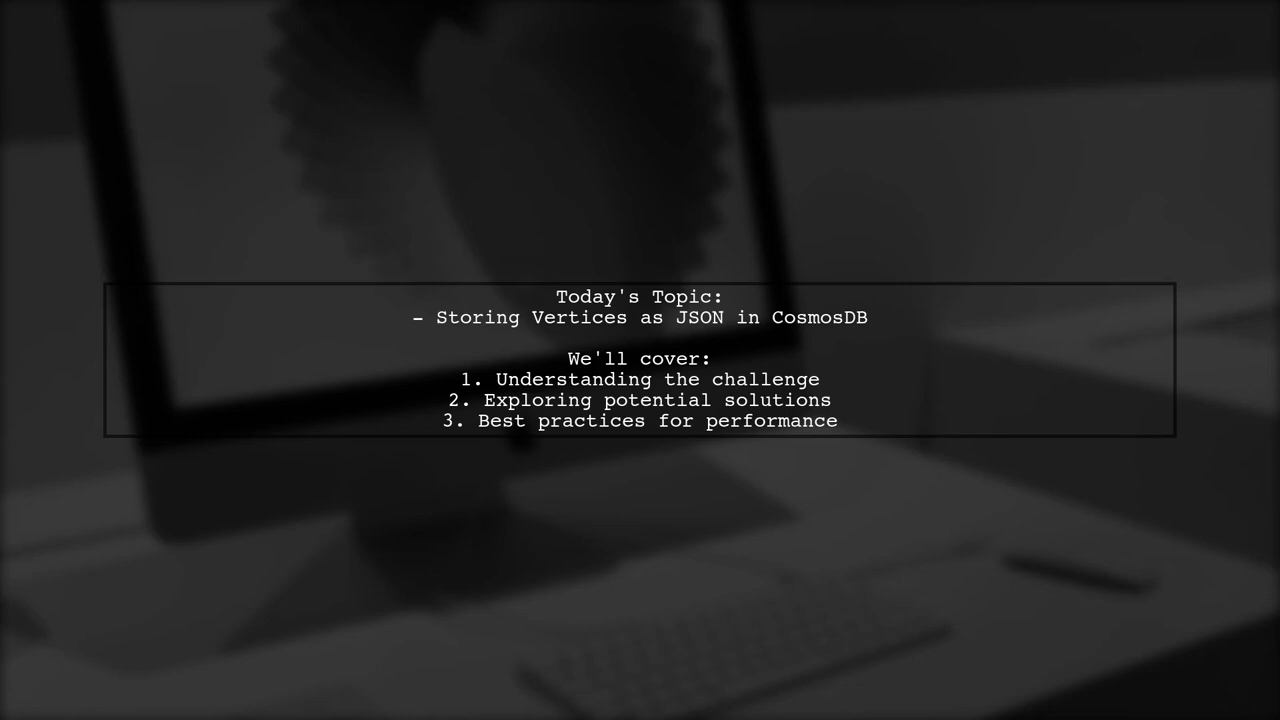 Today's Topic:
- Storing Vertices as JSON in CosmosDB
We'll cover:
1. Understanding the challenge
2. Exploring potential solutions
3. Best practices for performance